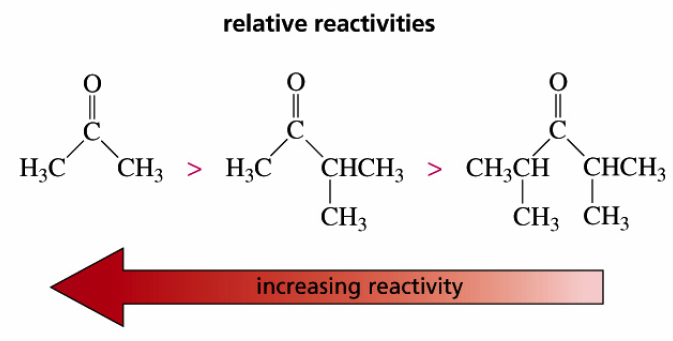 relative reactivities
O O O
C C C
H₃C CH₃ > H₃C CHCH₃ > CH₃CH CHCH₃
CH₃ CH₃ CH₃
increasing reactivity